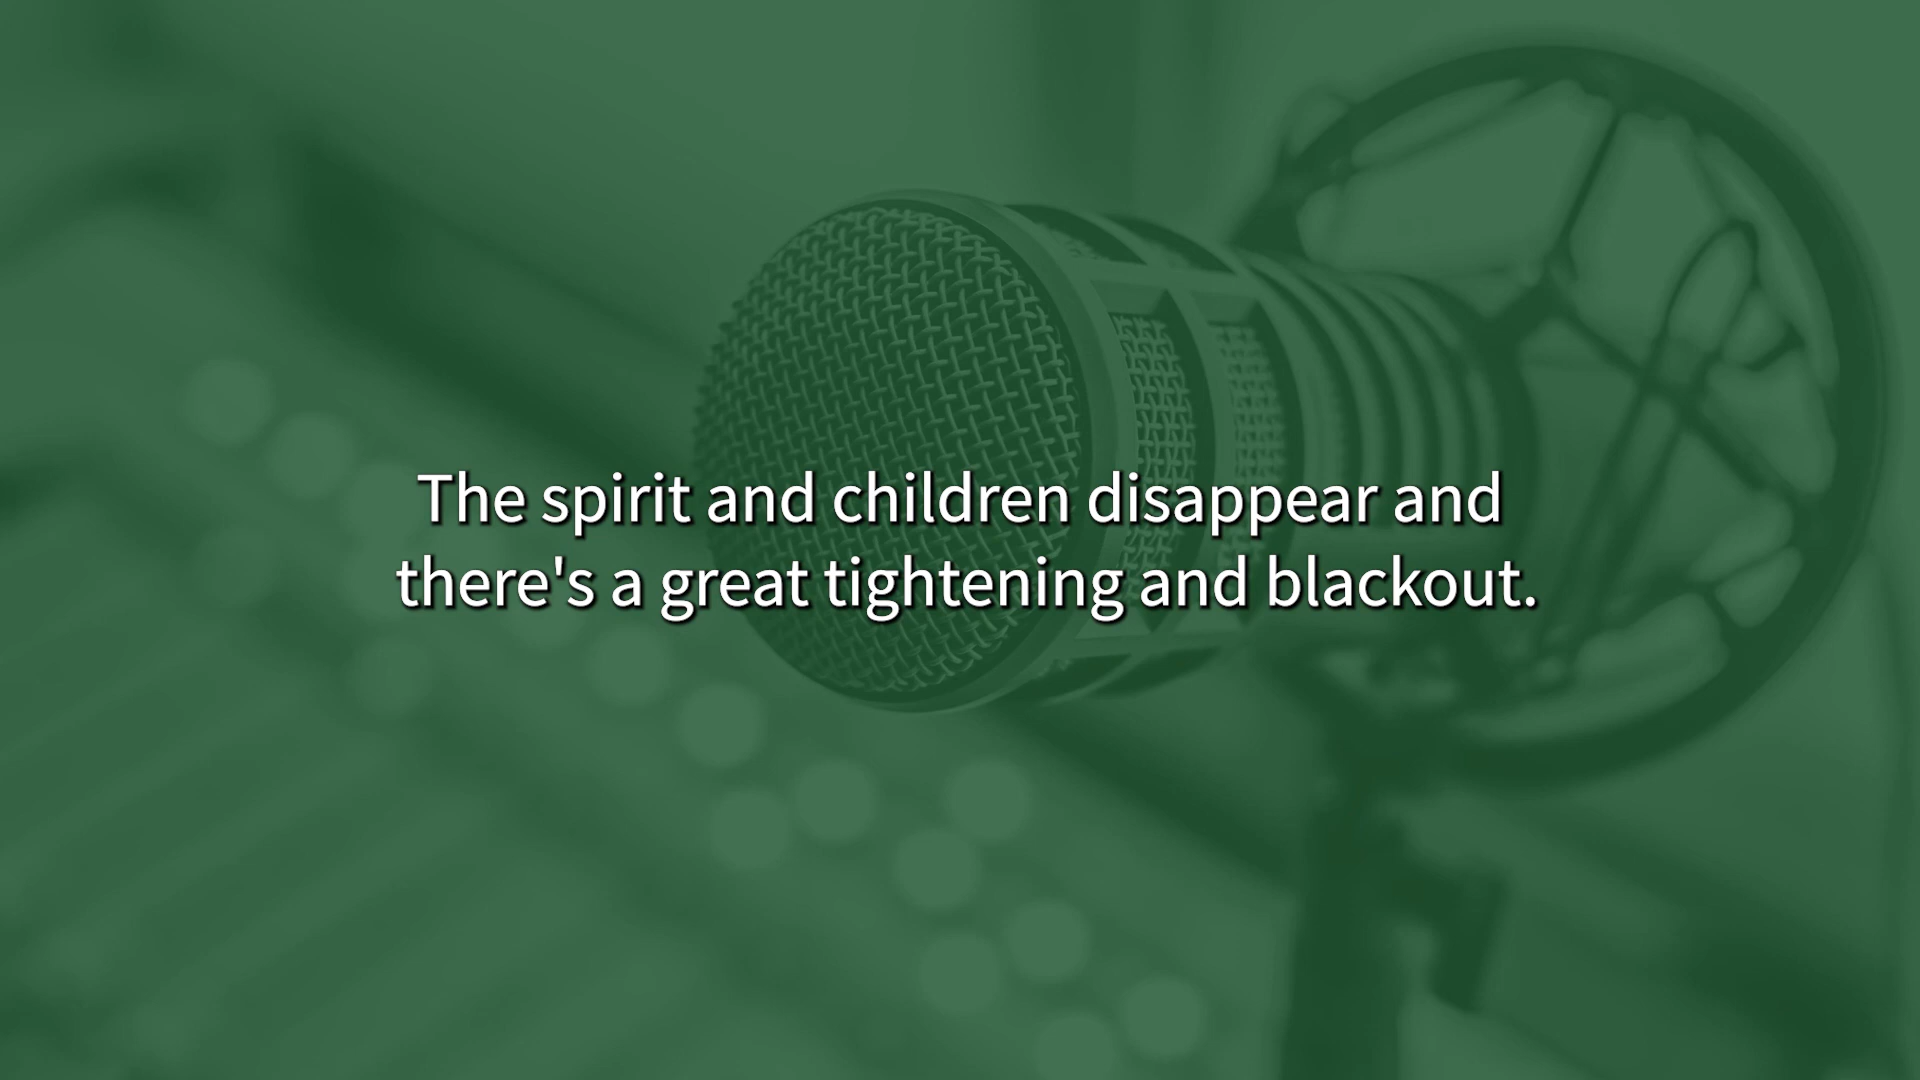 The spirit and children disappear and
there's a great tightening and blackout.